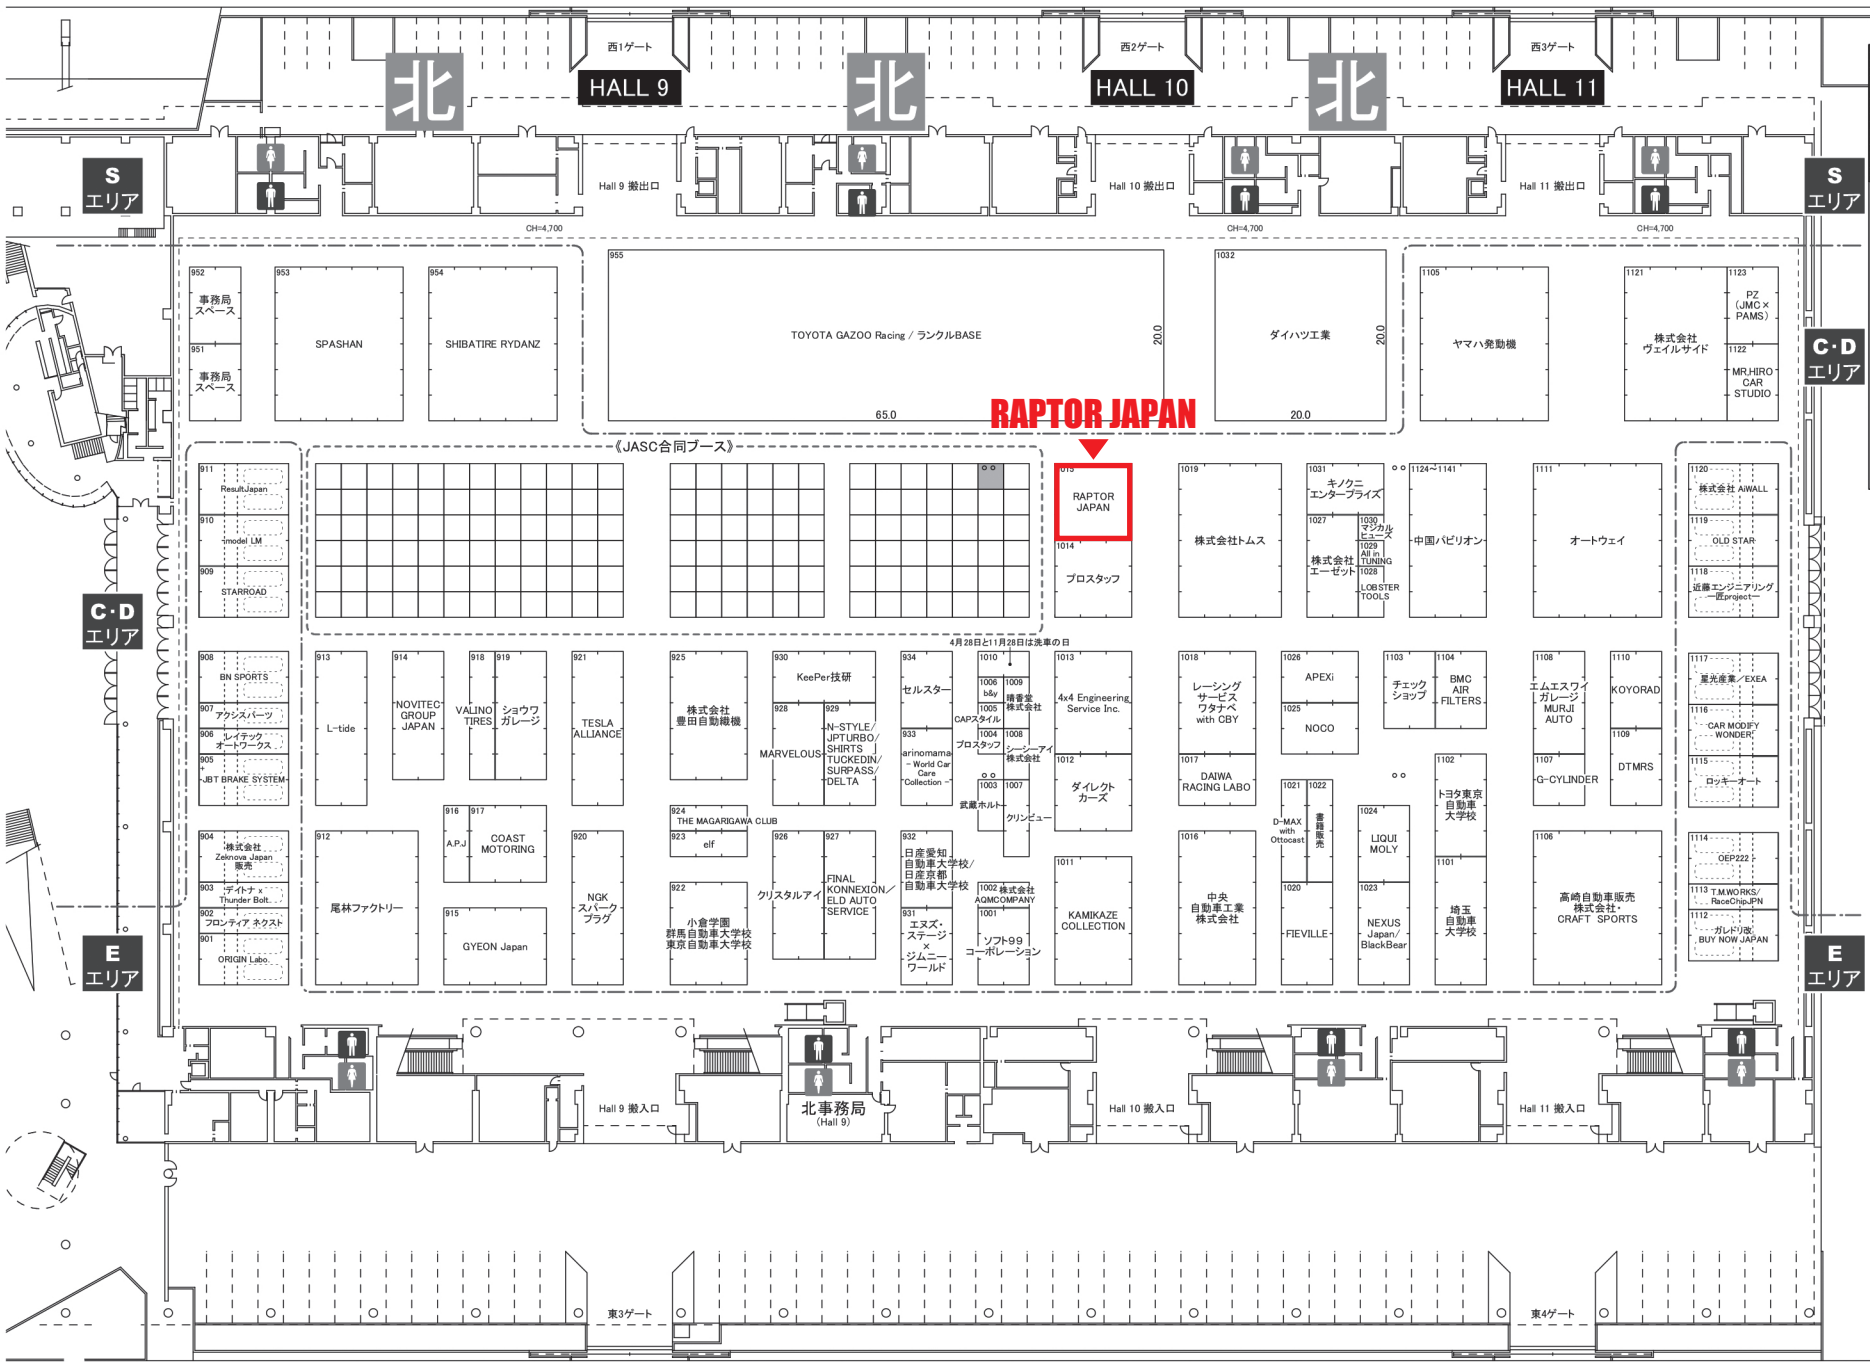 西1ゲート
西2ゲート
西3ゲート
北
HALL 9
北
HALL 10
北
HALL 11
S
エリア
Hall 9 搬出口
Hall 10 搬出口
Hall 11 搬出口
S
エリア
CH=4,700
CH=4,700
CH=4,700
952
事務局
スペース
951
事務局
スペース
953
SPASHAN
954
SHIBATIRE RYDANZ
955
TOYOTA GAZOO Racing / ランクルBASE
20.0
65.0
1032
ダイハツ工業
20.0
20.0
1105
ヤマハ発動機
1121
株式会社
ヴェイルサイド
1123
PZ
(JMC×
PAMS)
1122
MR.HIRO
CAR
STUDIO
C・D
エリア
RAPTOR JAPAN
《JASC合同ブース》
911
ResultJapan
910
model LM
909
STARROAD
1015
RAPTOR
JAPAN
1014
プロスタッフ
1019
株式会社トムス
1031
キノクニ
エンタープライズ
1027
株式会社
エーゼット
1030
マジカル
ヒューズ
1029
All in
TUNING
1028
LOBSTER
TOOLS
1124～1141
中国パビリオン
1111
オートウェイ
1120
株式会社 AiWALL
1119
OLD STAR
1118
近藤エンジニアリング
ー匠projectー
C・D
エリア
4月28日と11月28日は洗車の日
908
BN SPORTS
907
アクシスパーツ
906
レイテック
オートワークス
905
+
JBT BRAKE SYSTEM
913
L-tide
914
NOVITEC
GROUP
JAPAN
918
VALINO
TIRES
919
ショウワ
ガレージ
921
TESLA
ALLIANCE
925
株式会社
豊田自動織機
930
KeePer技研
928
MARVELOUS
929
N-STYLE/
JPTURBO/
SHIRTS
TUCKEDIN/
SURPASS/
DELTA
934
セルスター
933
arinomama
- World Car
Care
Collection -
1010
1006
b&y
1009
晴香堂
株式会社
1005
CAPスタイル
1004
プロスタッフ
1008
シーシーアイ
株式会社
1003
武蔵ホルト
1007
クリンビュー
1013
4x4 Engineering
Service Inc.
1012
ダイレクト
カーズ
1018
レーシング
サービス
ワタナベ
with CBY
1017
DAIWA
RACING LABO
1026
APEXi
1025
NOCO
1103
チェック
ショップ
1104
BMC
AIR
FILTERS
1108
エムエスワイ
ガレージ
MURJI
AUTO
1107
G-CYLINDER
1110
KOYORAD
1109
DTMRS
1117
星光産業／EXEA
1116
CAR MODIFY
WONDER
1115
ロッキーオート
916
A.P.J
917
COAST
MOTORING
924
THE MAGARIGAWA CLUB
923
elf
1021
D-MAX
with
Ottocast
1022
書籍販売
1024
LIQUI
MOLY
1102
トヨタ東京
自動車
大学校
904
株式会社
Zeknova Japan
販売
903
デイトナ x
Thunder Bolt.
902
フロンティア ネクスト
901
ORIGIN Labo.
912
尾林ファクトリー
915
GYEON Japan
920
NGK
スパーク
プラグ
922
小倉学園
群馬自動車大学校
東京自動車大学校
926
クリスタルアイ
927
FINAL
KONNEXION／
ELD AUTO
SERVICE
932
日産愛知
自動車大学校/
日産京都
自動車大学校
931
エヌズ・
ステージ
×
ジムニー
ワールド
1002
株式会社
AQMCOMPANY
1001
ソフト99
コーポレーション
1011
KAMIKAZE
COLLECTION
1016
中央
自動車工業
株式会社
1020
FIEVILLE
1023
NEXUS
Japan/
BlackBear
1101
埼玉
自動車
大学校
1106
高崎自動車販売
株式会社・
CRAFT SPORTS
1114
OEP222
1113
T.M.WORKS/
RaceChipJPN
1112
ガレドリ改
BUY NOW JAPAN
E
エリア
E
エリア
Hall 9 搬入口
北事務局
(Hall 9)
Hall 10 搬入口
Hall 11 搬入口
東3ゲート
東4ゲート